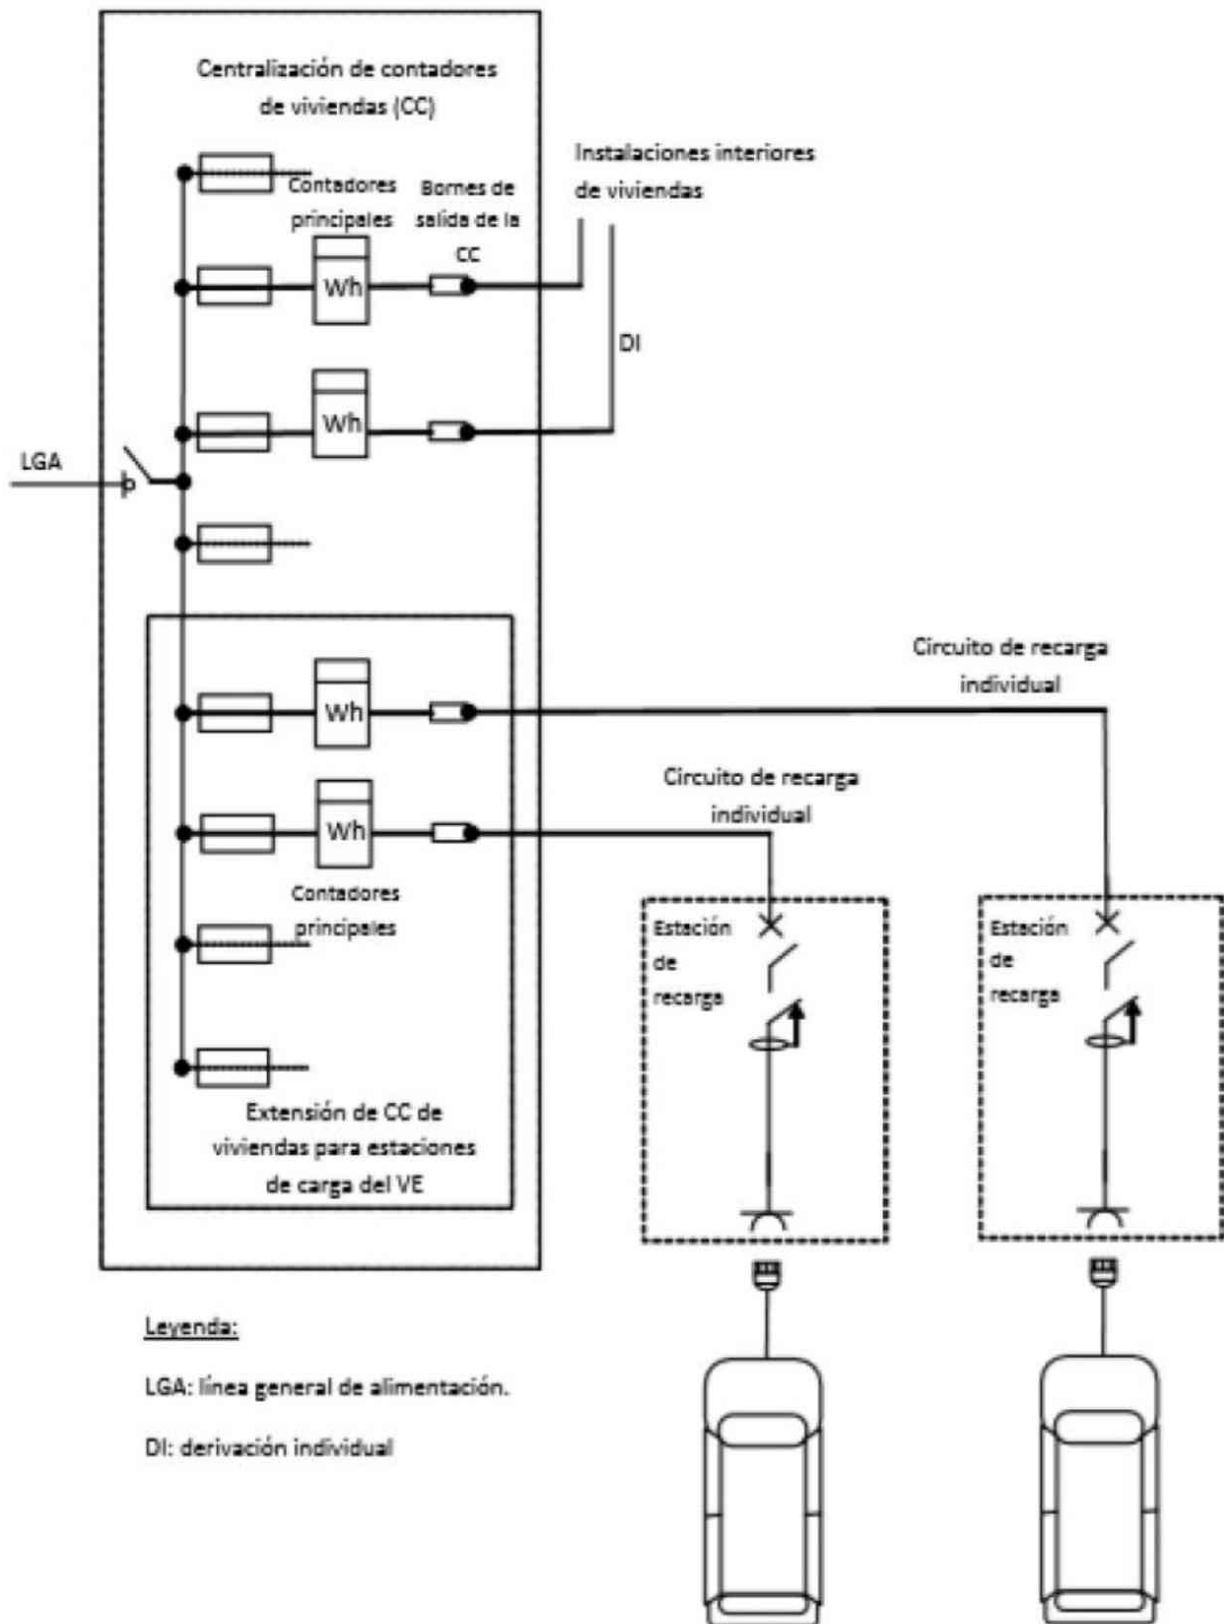 Centralización de contadores
de viviendas (CC)
Instalaciones interiores
de viviendas
Contadores
principales
Bornes de
salida de la
CC
Wh
DI
Wh
LGA
Circuito de recarga
individual
Wh
Circuito de recarga
individual
Wh
Contadores
principales
Estación
de
recarga
Estación
de
recarga
Extensión de CC de
viviendas para estaciones
de carga del VE
Leyenda:
LGA: línea general de alimentación.
DI: derivación individual